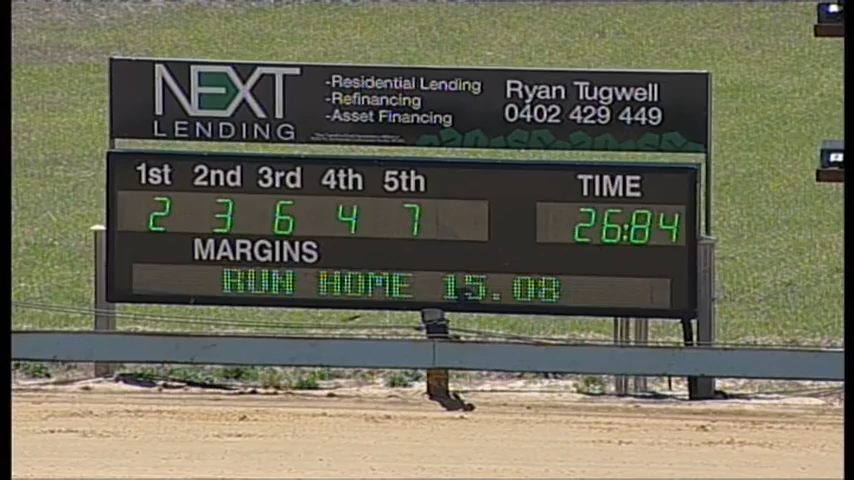 NEXT
LENDING
-Residential Lending
-Refinancing
-Asset Financing
Ryan Tugwell
0402 429 449
1st 2nd 3rd 4th 5th TIME
2 3 6 4 7 26:84
MARGINS
RUN HOME 15.08